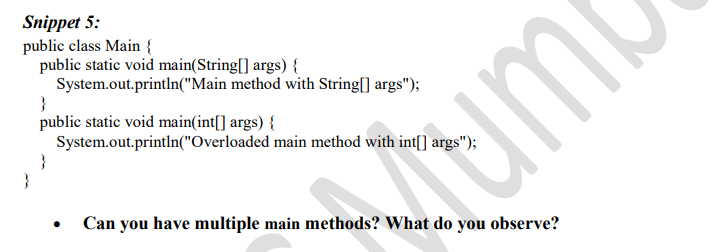 Snippet 5:
public class Main {
public static void main(String[] args) {
System.out.println("Main method with String[] args");
}
public static void main(int[] args) {
System.out.println("Overloaded main method with int[] args");
}
}
• Can you have multiple main methods? What do you observe?